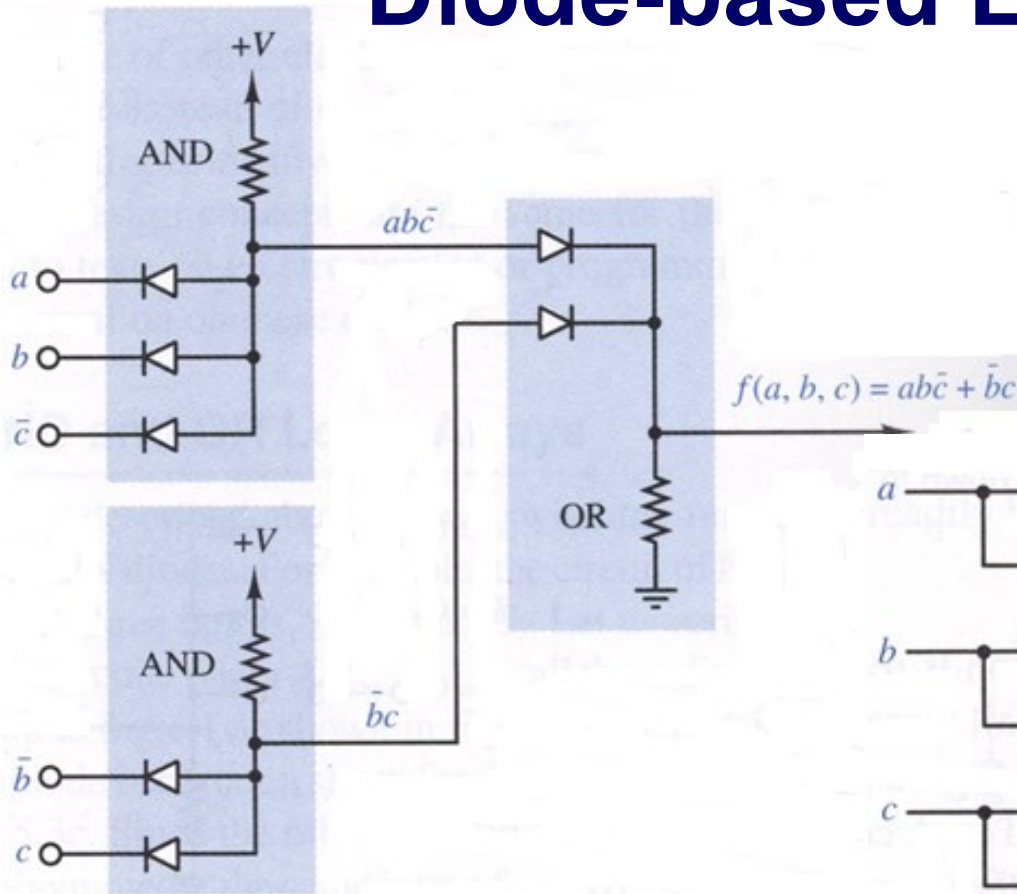 Diode-based
+V
AND
abc̄
a
b
c̄
f(a, b, c) = abc̄ + b̄c
a
+V
OR
AND
b
b̄c
b̄
c
c